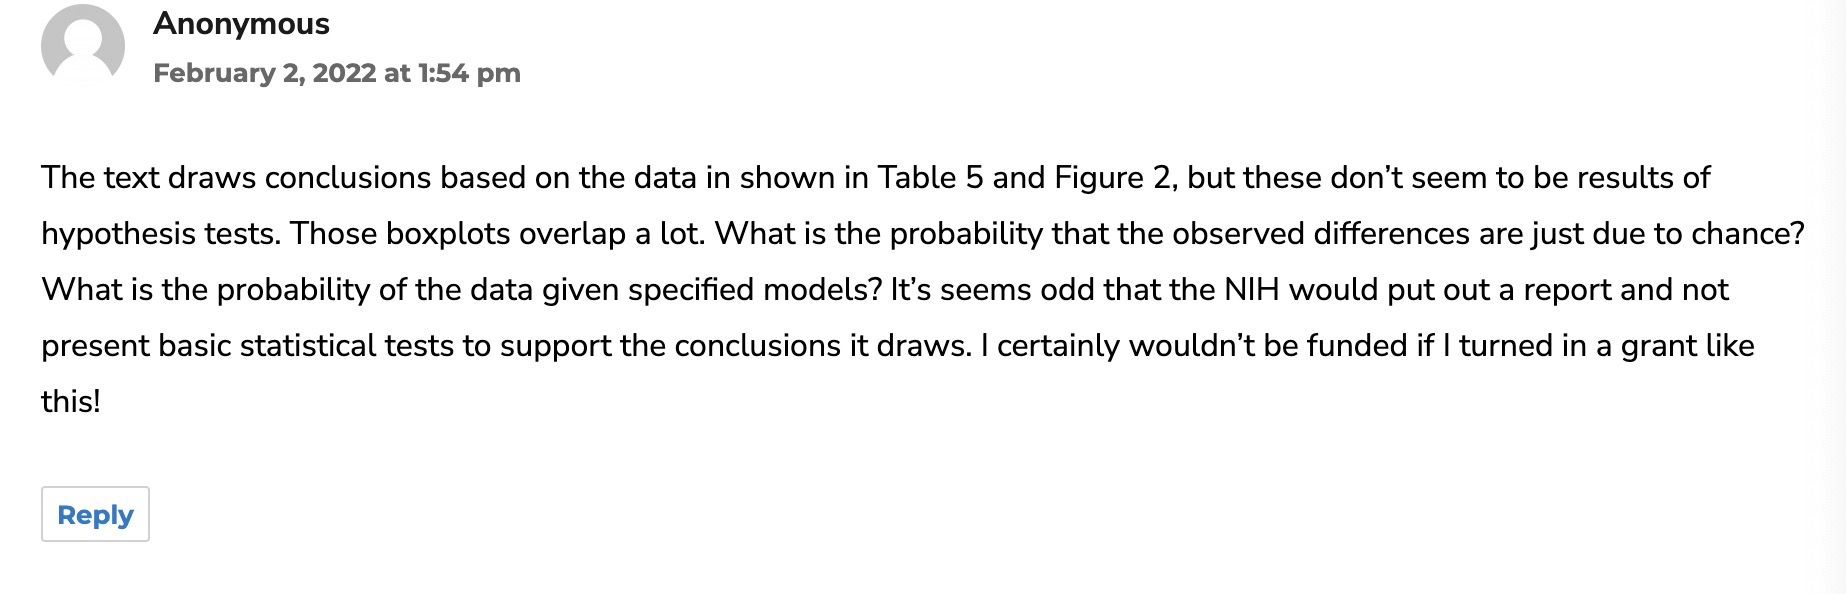 Anonymous
February 2, 2022 at 1:54 pm
The text draws conclusions based on the data in shown in Table 5 and Figure 2, but these don’t seem to be results of
hypothesis tests. Those boxplots overlap a lot. What is the probability that the observed differences are just due to chance?
What is the probability of the data given specified models? It’s seems odd that the NIH would put out a report and not
present basic statistical tests to support the conclusions it draws. I certainly wouldn’t be funded if I turned in a grant like
this!
Reply